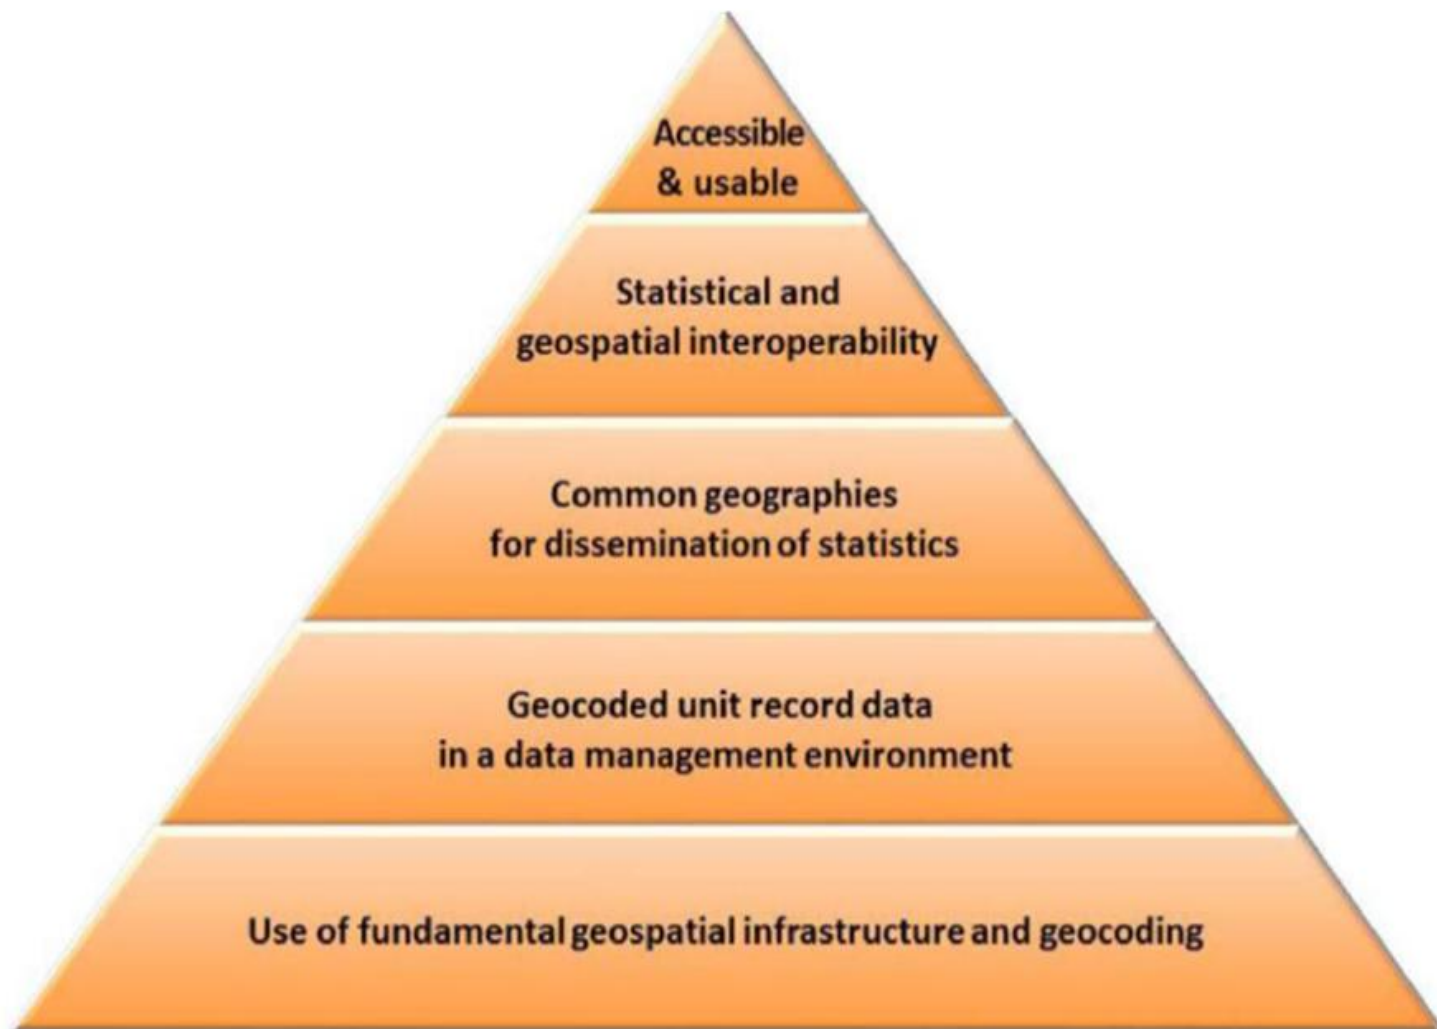 Accessible
& usable
Statistical and
geospatial interoperability
Common geographies
for dissemination of statistics
Geocoded unit record data
in a data management environment
Use of fundamental geospatial infrastructure and geocoding